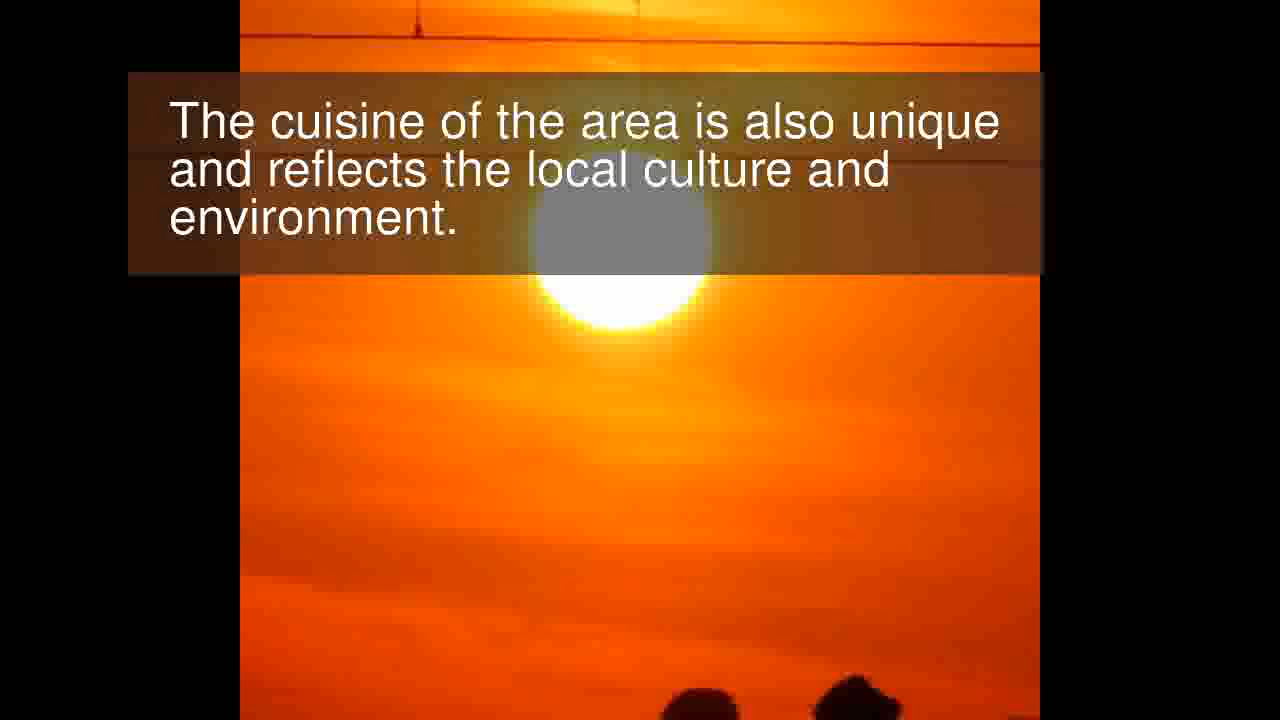 The cuisine of the area is also unique
and reflects the local culture and
environment.